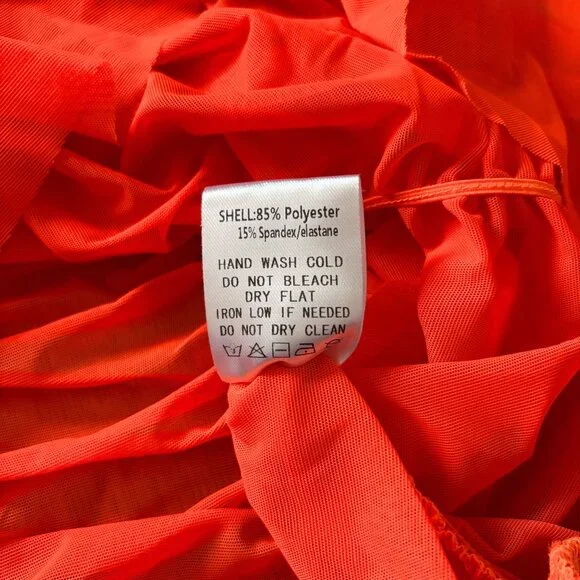 SHELL:85% Polyester
15% Spandex/elastane
HAND WASH COLD
DO NOT BLEACH
DRY FLAT
IRON LOW IF NEEDED
DO NOT DRY CLEAN